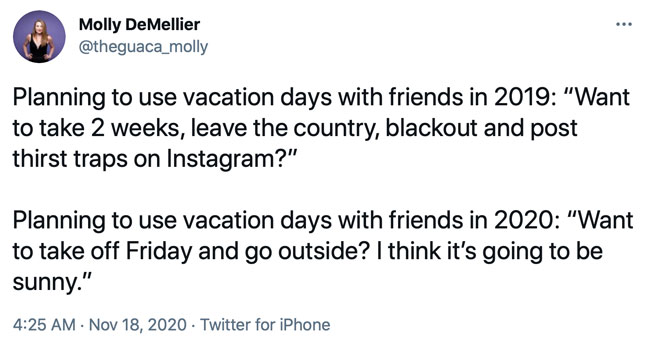 Molly DeMellier
@theguaca_molly
Planning to use vacation days with friends in 2019: “Want
to take 2 weeks, leave the country, blackout and post
thirst traps on Instagram?”
Planning to use vacation days with friends in 2020: “Want
to take off Friday and go outside? I think it’s going to be
sunny.”
4:25 AM · Nov 18, 2020 · Twitter for iPhone